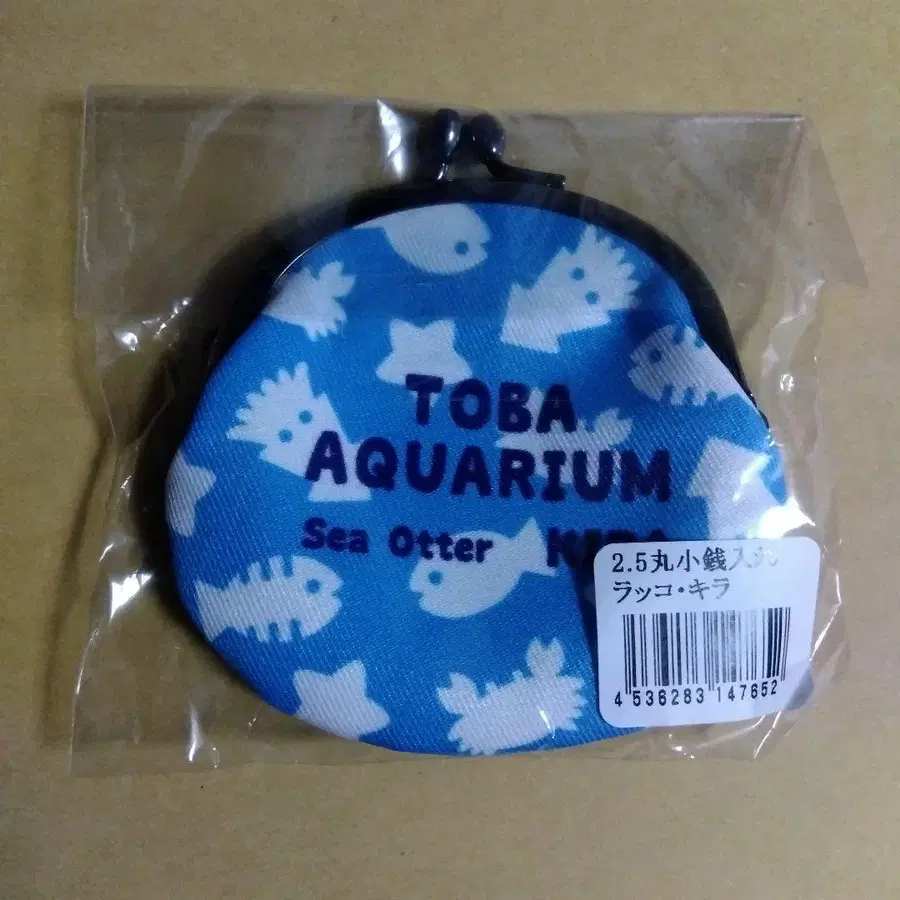 TOBA
AQUARIUM
Sea Otter
2.5丸小銭入れ
ラッコ・キラ
4 536283 147652